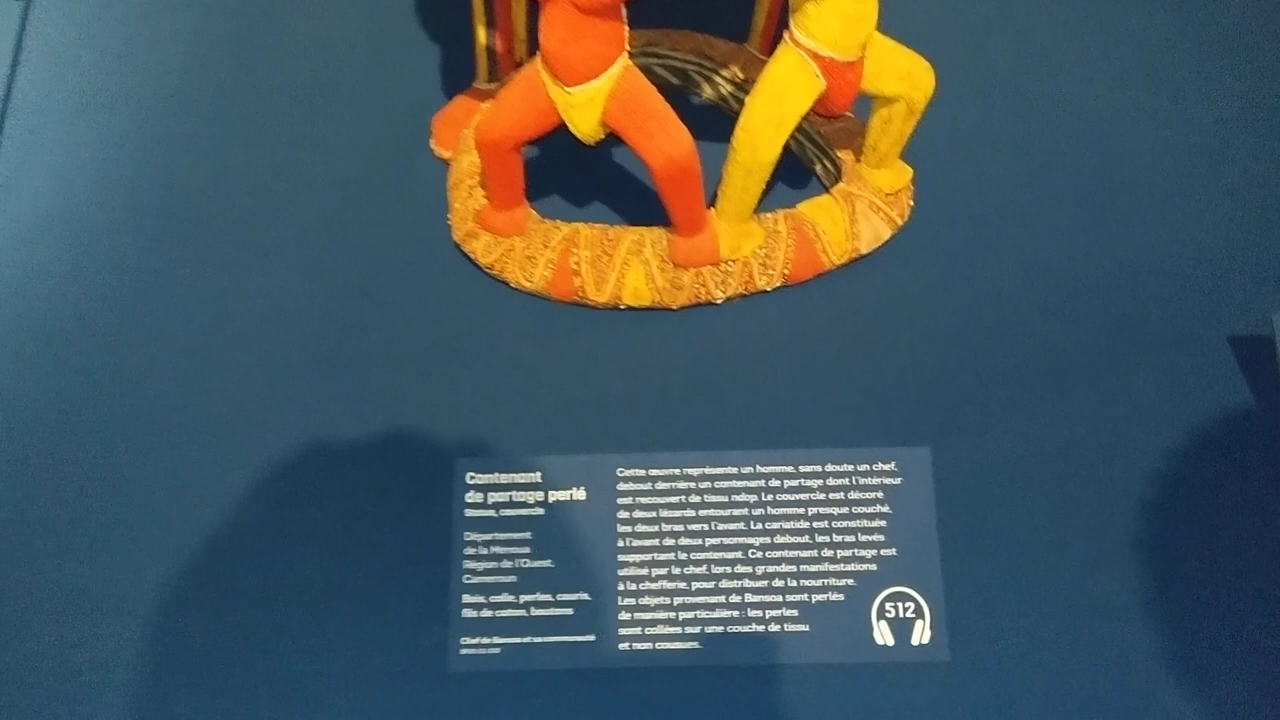 Contenant
de partage perlé
Département
de la Menoua
Région de l'Ouest,
Cameroun
Bois, colle, perles, cauris,
fils de coton, boutons
Chef de Bansoa et sa communauté
Cette œuvre représente un homme, sans doute un chef,
debout derrière un contenant de partage dont l'intérieur
est recouvert de tissu ndop. Le couvercle est décoré
de deux lézards entourant un homme presque couché,
les deux bras vers l'avant. La cariatide est constituée
à l'avant de deux personnages debout, les bras levés
supportant le contenant. Ce contenant de partage est
utilisé par le chef, lors des grandes manifestations
à la chefferie, pour distribuer de la nourriture.
Les objets provenant de Bansoa sont perlés
de manière particulière : les perles
sont collées sur une couche de tissu
et non cousues.
512